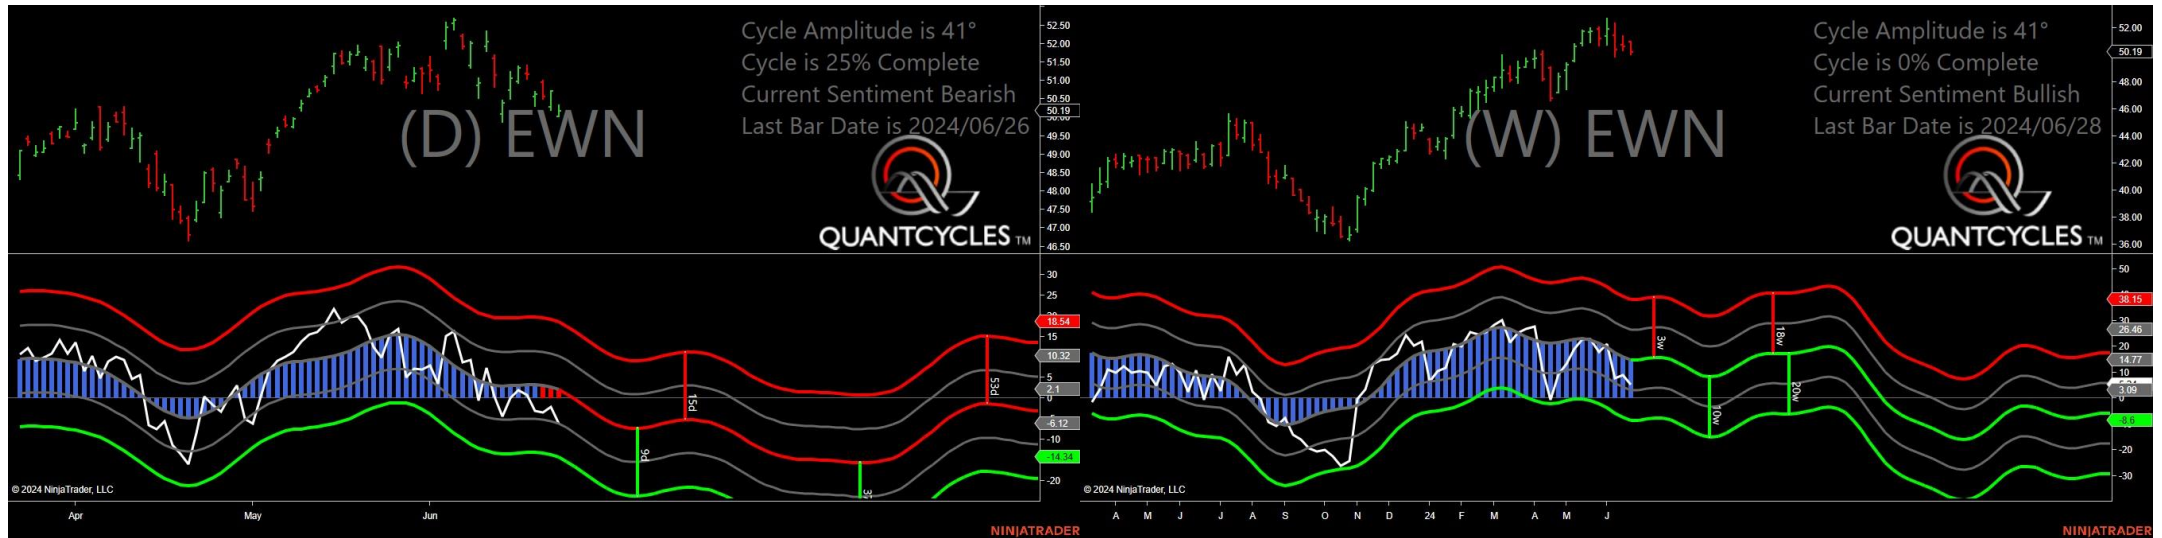 Cycle Amplitude is 41°
Cycle is 25% Complete
Current Sentiment Bearish
Last Bar Date is 2024/06/26
(D) EWN
QUANTCYCLES TM
52.50
52.00
51.50
51.00
50.50
50.19
50.00
49.50
49.00
48.50
48.00
47.50
47.00
46.50
30
25
18.54
15
10.32
5
2.1
0
-6.12
-10
-14.34
-20
9d
15d
53d
© 2024 NinjaTrader, LLC
Apr May Jun
NINJATRADER
Cycle Amplitude is 41°
Cycle is 0% Complete
Current Sentiment Bullish
Last Bar Date is 2024/06/28
(W) EWN
QUANTCYCLES TM
52.00
50.19
48.00
46.00
44.00
42.00
40.00
38.00
36.00
50
38.15
30
26.46
20
14.77
10
3.09
0
-8.6
-20
-30
3w
10w
18w
20w
© 2024 NinjaTrader, LLC
A M J J A S O N D 24 F M A M J
NINJATRADER